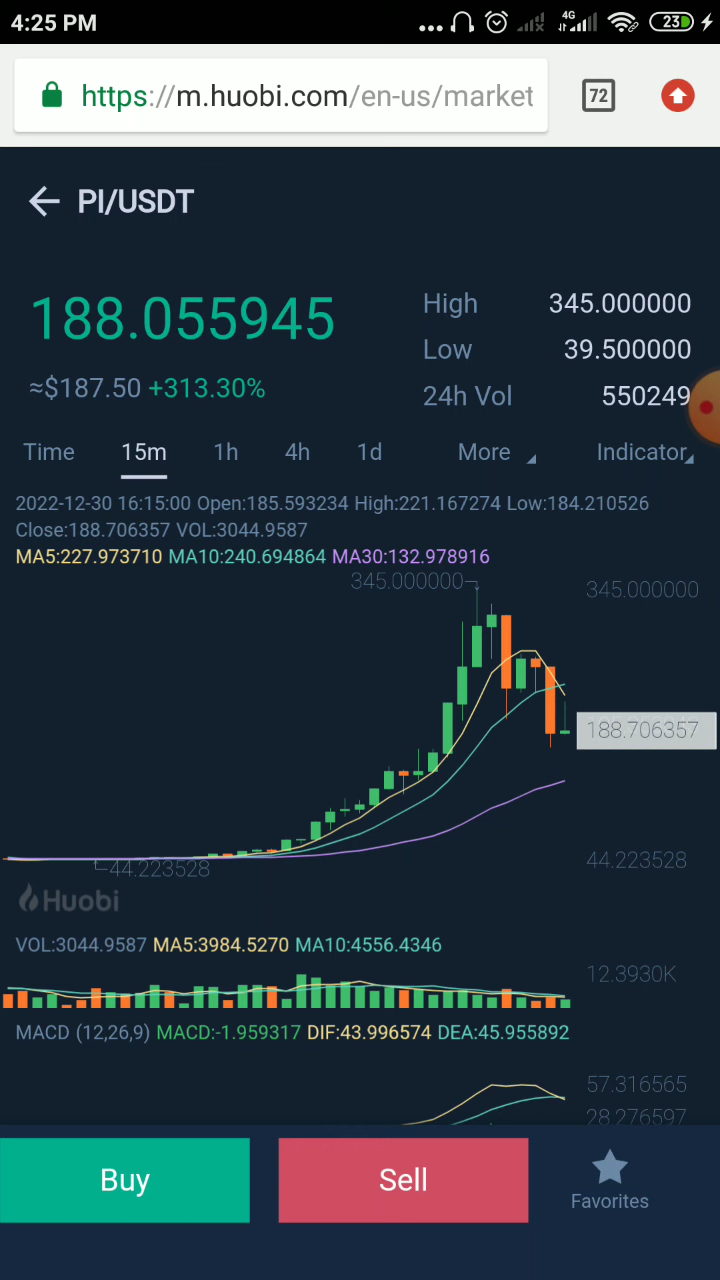 4:25 PM
4G
23
https://m.huobi.com/en-us/market
72
PI/USDT
188.055945
High 345.000000
Low 39.500000
≈$187.50 +313.30%
24h Vol 550249
Time 15m 1h 4h 1d More Indicator
2022-12-30 16:15:00 Open:185.593234 High:221.167274 Low:184.210526
Close:188.706357 VOL:3044.9587
MA5:227.973710 MA10:240.694864 MA30:132.978916
345.000000
345.000000
188.706357
44.223528
44.223528
Huobi
VOL:3044.9587 MA5:3984.5270 MA10:4556.4346
12.3930K
MACD (12,26,9) MACD:-1.959317 DIF:43.996574 DEA:45.955892
57.316565
28.276597
Buy
Sell
Favorites